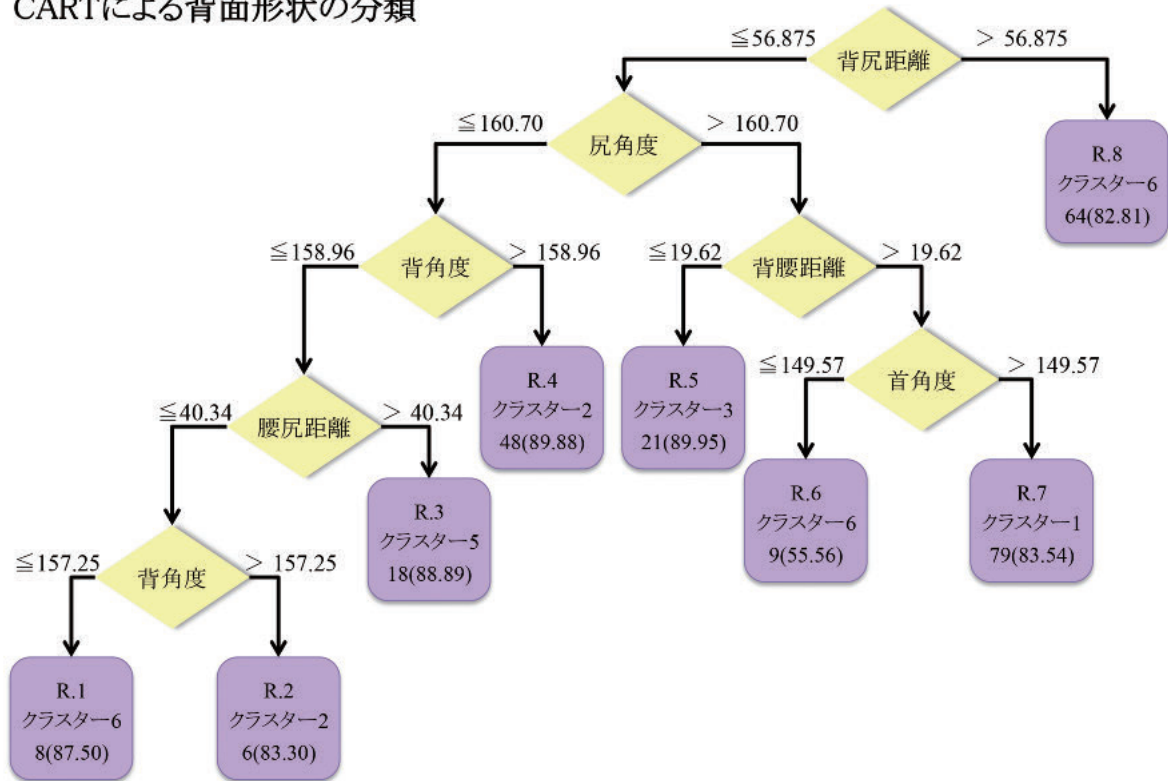 CARTによる背面形状の分類
≦56.875
背尻距離
> 56.875
≦160.70
尻角度
> 160.70
R.8
クラスター6
64(82.81)
≦158.96
背角度
> 158.96
≦19.62
背腰距離
> 19.62
≦40.34
腰尻距離
> 40.34
R.4
クラスター2
48(89.88)
R.5
クラスター3
21(89.95)
≦149.57
首角度
> 149.57
≦157.25
背角度
> 157.25
R.3
クラスター5
18(88.89)
R.6
クラスター6
9(55.56)
R.7
クラスター1
79(83.54)
R.1
クラスター6
8(87.50)
R.2
クラスター2
6(83.30)